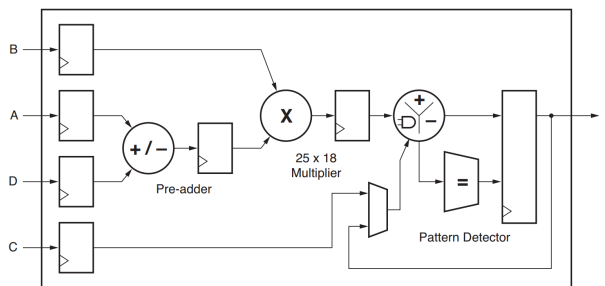 B
A
D
C
+ / –
Pre-adder
X
25 x 18
Multiplier
+
–
=
Pattern Detector